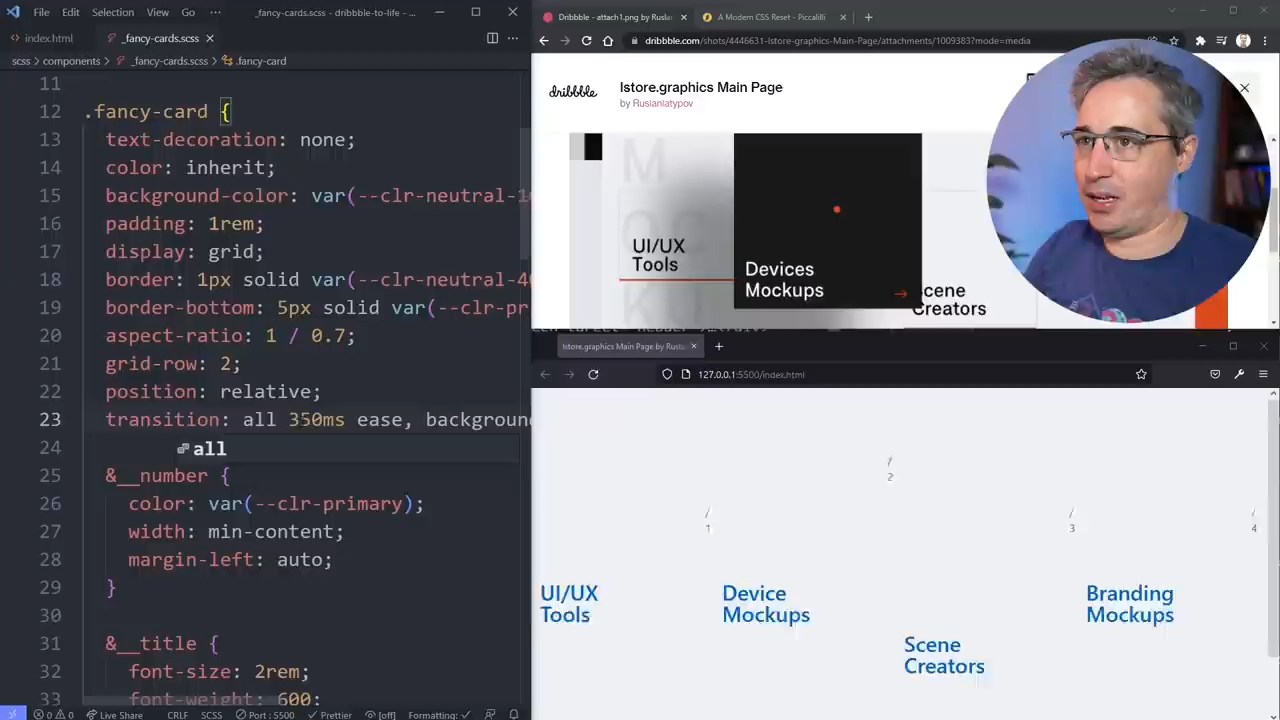 File Edit Selection View Go ··· _fancy-cards.scss - dribbble-to-life - ...
index.html _fancy-cards.scss
scss > components > _fancy-cards.scss > .fancy-card
11
12 .fancy-card {
13 text-decoration: none;
14 color: inherit;
15 background-color: var(--clr-neutral-1
16 padding: 1rem;
17 display: grid;
18 border: 1px solid var(--clr-neutral-40
19 border-bottom: 5px solid var(--clr-pr
20 aspect-ratio: 1 / 0.7;
21 grid-row: 2;
22 position: relative;
23 transition: all 350ms ease, background
24 all
25 &__number {
26 color: var(--clr-primary);
27 width: min-content;
28 margin-left: auto;
29 }
30
31 &__title {
32 font-size: 2rem;
33 font-weight: 600;
0 0 Live Share CRLF SCSS Port : 5500 Prettier [off] Formatting:
Dribbble - attach1.png by Rusla
A Modern CSS Reset - Piccalilli
dribbble.com/shots/4446631-Istore-graphics-Main-Page/attachments/1009383?mode=media
dribbble
Istore.graphics Main Page
by Ruslanlatypov
M
UI/UX
Tools
Devices
Mockups
Scene
Creators
Istore.graphics Main Page by Rusla
127.0.0.1:5500/index.html
/
2
/
1
/
3
/
4
UI/UX
Tools
Device
Mockups
Branding
Mockups
Scene
Creators